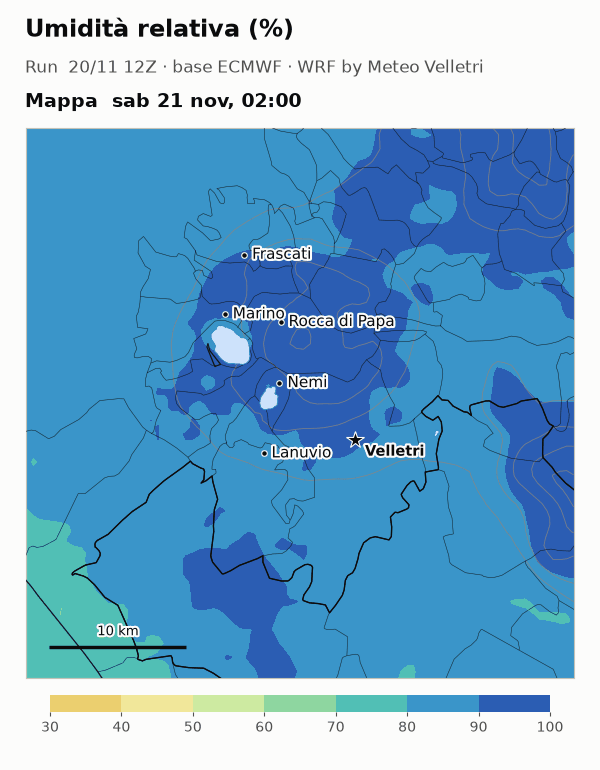 Umidità relativa (%)
Run  20/11 12Z · base ECMWF · WRF by Meteo Velletri
Mappa  sab 21 nov, 02:00
Frascati
Marino
Rocca di Papa
Nemi
Velletri
Lanuvio
10 km
30 40 50 60 70 80 90 100